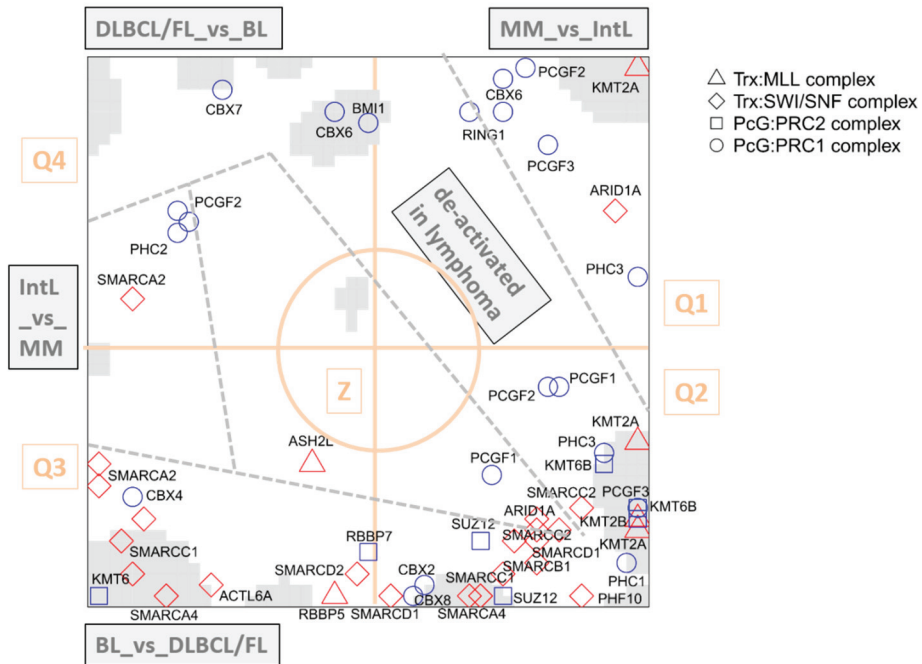 DLBCL/FL_vs_BL
MM_vs_IntL
PCGF2
KMT2A
CBX7
CBX6
BMI1
CBX6
RING1
PCGF3
Trx:MLL complex
Trx:SWI/SNF complex
PcG:PRC2 complex
PcG:PRC1 complex
Q4
ARID1A
PCGF2
PHC2
de-activated
in lymphoma
PHC3
SMARCA2
IntL
_vs_
MM
Q1
Z
PCGF2
PCGF1
Q2
KMT2A
ASH2L
PHC3
KMT6B
PCGF1
Q3
SMARCA2
CBX4
SMARCC2
PCGF3
KMT6B
ARID1A
KMT2B
SUZ12
SMARCC2
KMT2A
RBBP7
SMARCC1
SMARCD1
SMARCB1
PHC1
KMT6
SMARCD2
CBX2
SMARCC1
ACTL6A
CBX8
SUZ12
PHF10
SMARCA4
RBBP5
SMARCD1
SMARCA4
BL_vs_DLBCL/FL